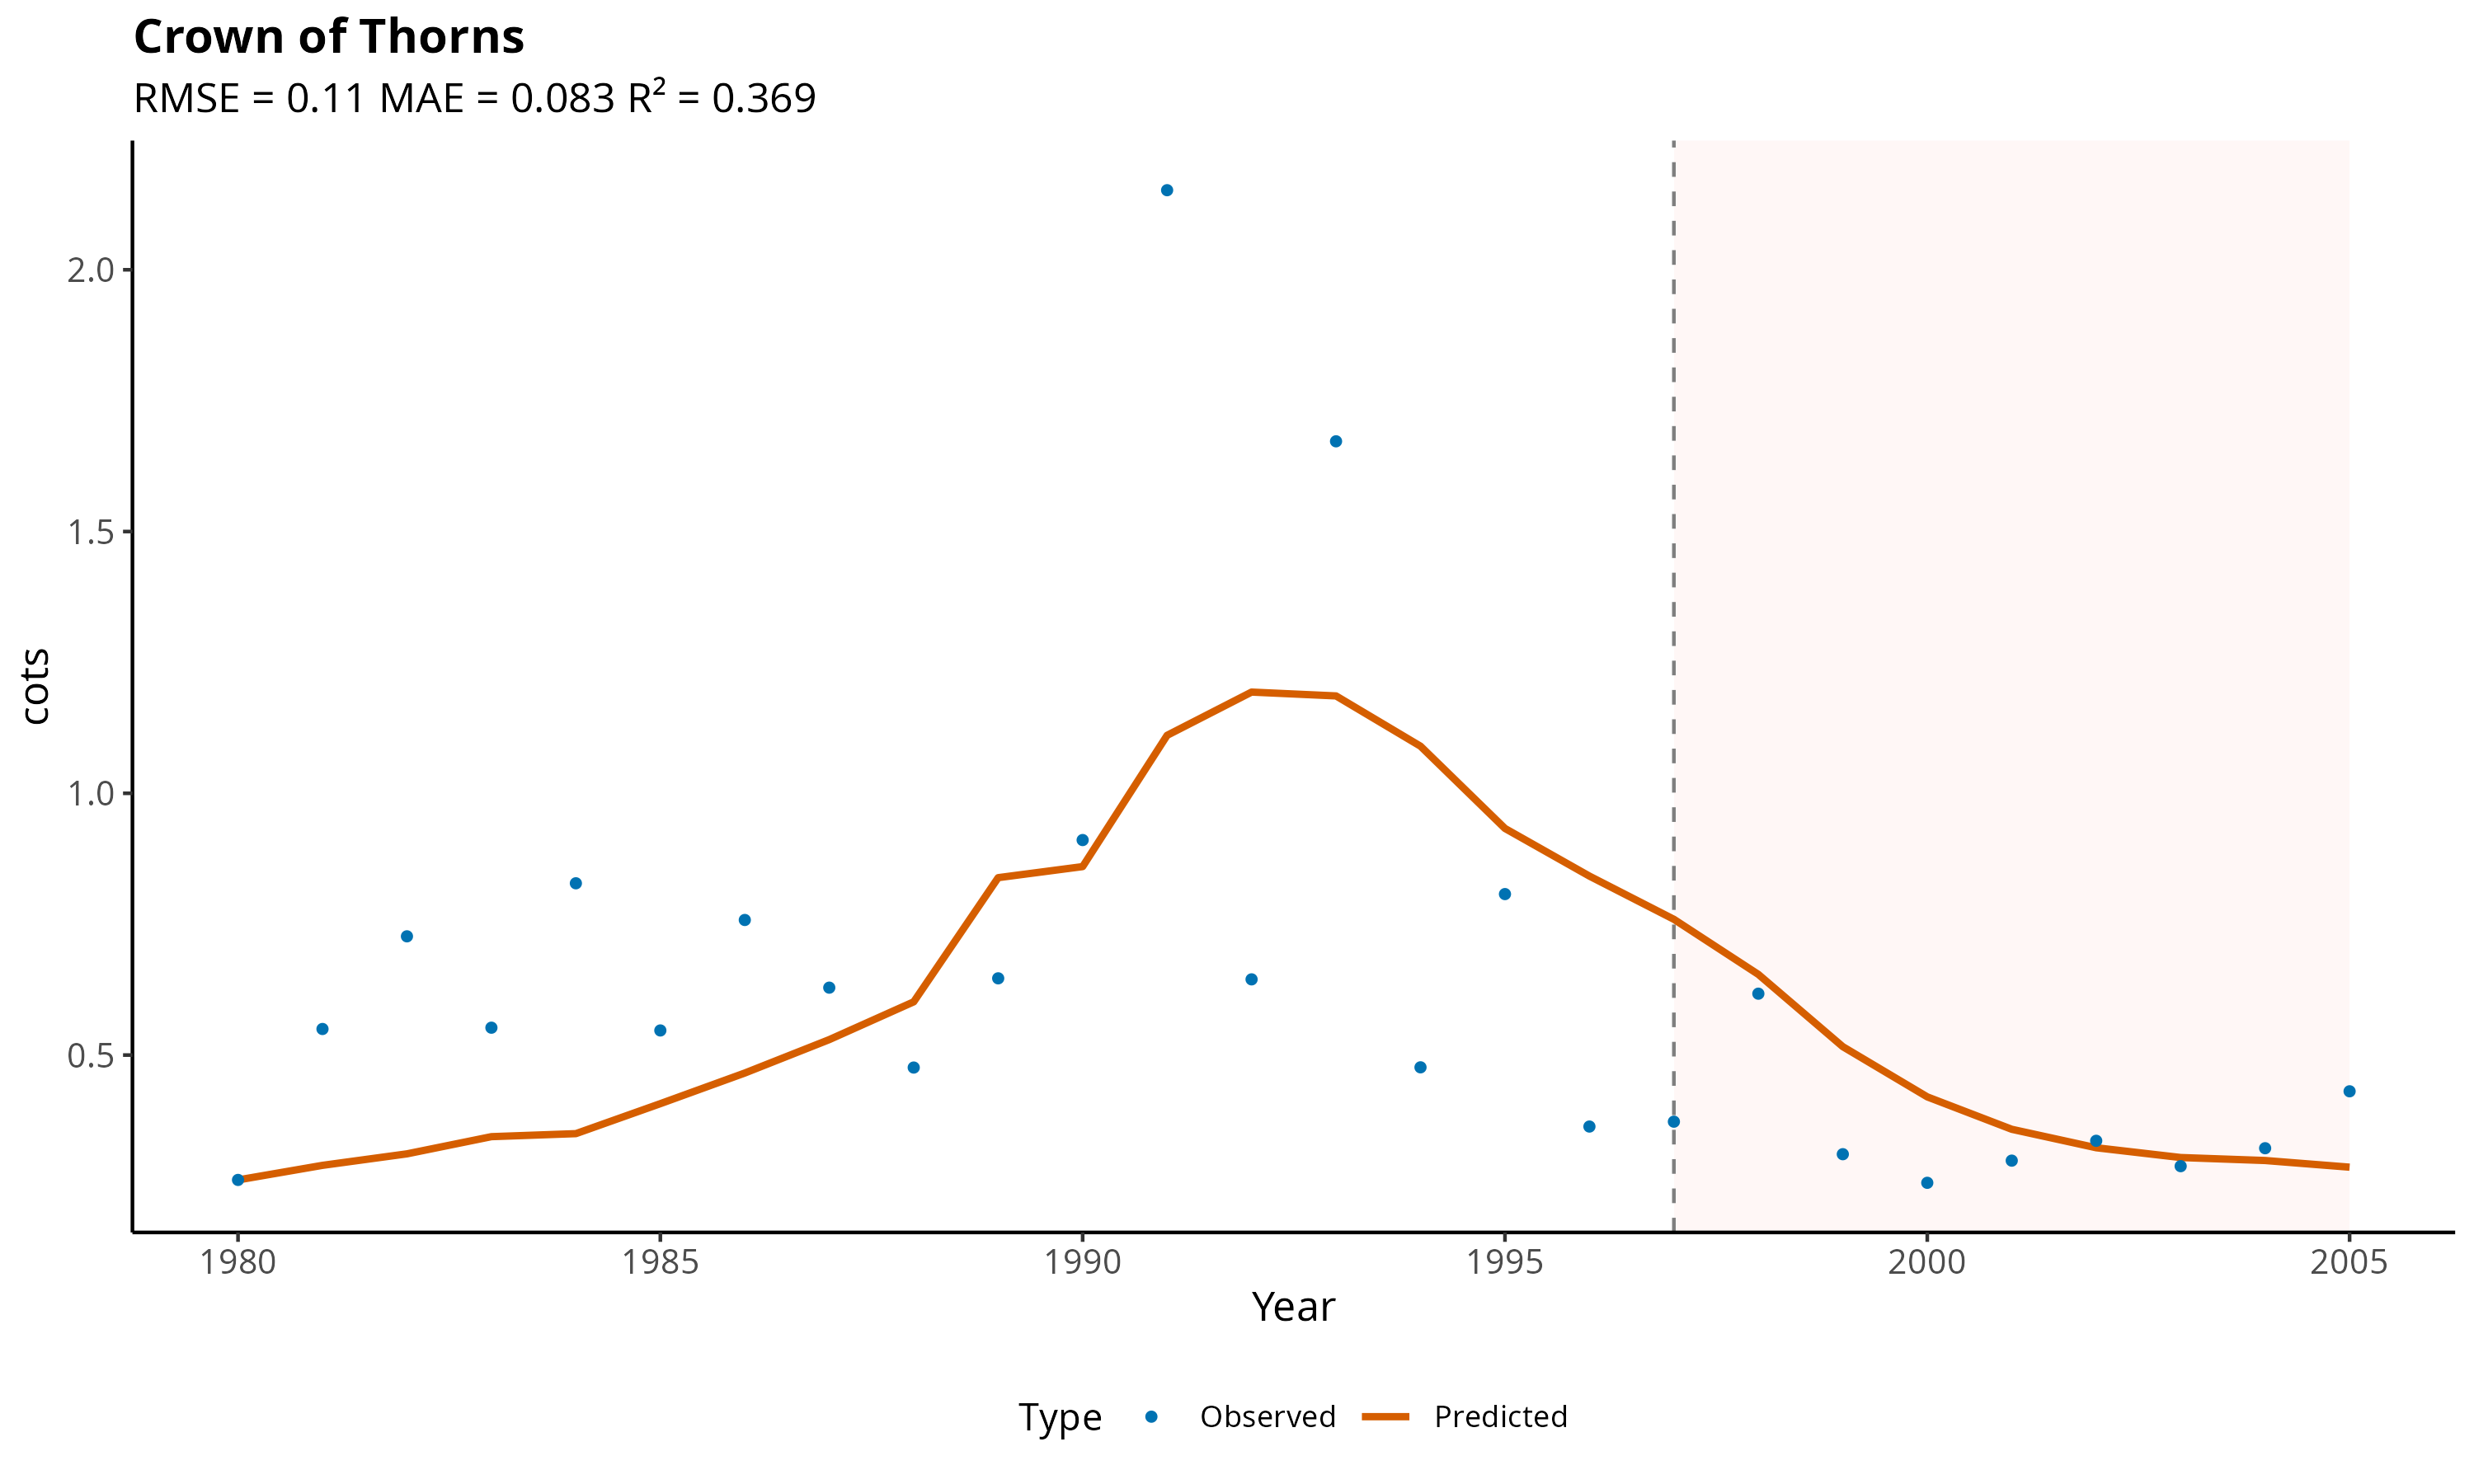 Crown of Thorns
RMSE = 0.11 MAE = 0.083 R² = 0.369
cots
2.0
1.5
1.0
0.5
1980 1985 1990 1995 2000 2005
Year
Type Observed Predicted